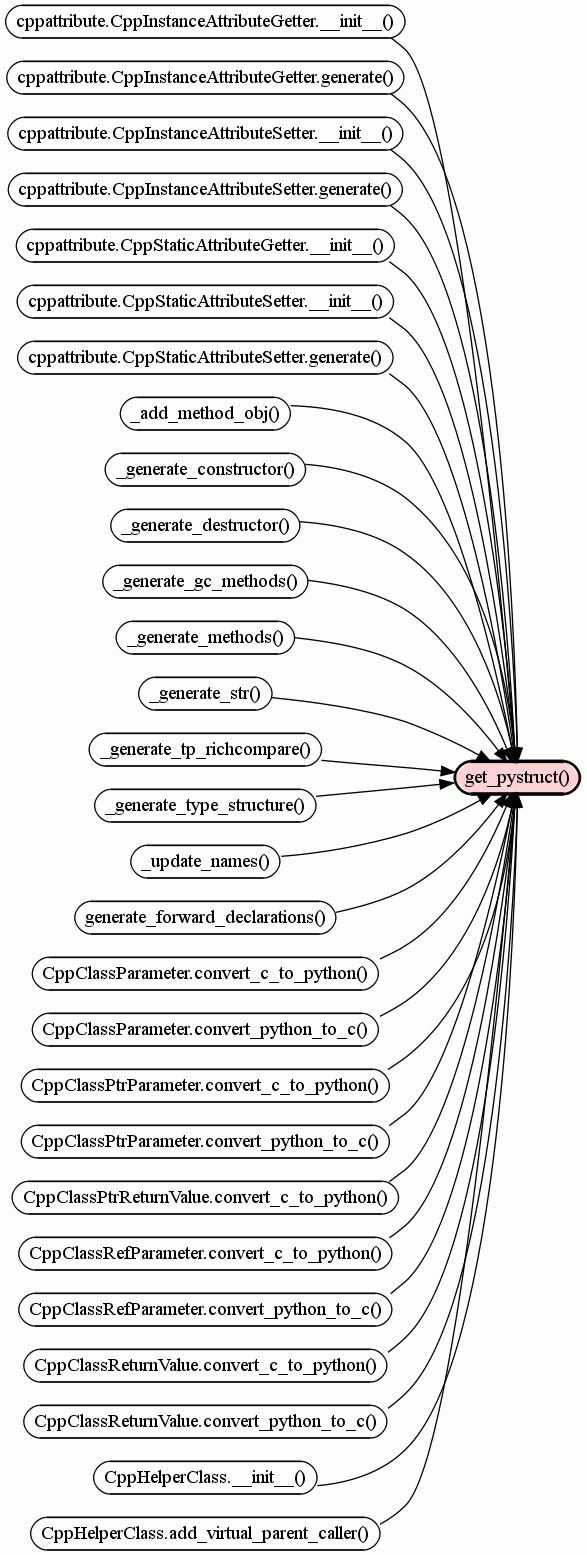 cppattribute.CppInstanceAttributeGetter.__init__()
cppattribute.CppInstanceAttributeGetter.generate()
cppattribute.CppInstanceAttributeSetter.__init__()
cppattribute.CppInstanceAttributeSetter.generate()
cppattribute.CppStaticAttributeGetter.__init__()
cppattribute.CppStaticAttributeSetter.__init__()
cppattribute.CppStaticAttributeSetter.generate()
_add_method_obj()
_generate_constructor()
_generate_destructor()
_generate_gc_methods()
_generate_methods()
_generate_str()
_generate_tp_richcompare()
get_pystruct()
_generate_type_structure()
_update_names()
generate_forward_declarations()
CppClassParameter.convert_c_to_python()
CppClassParameter.convert_python_to_c()
CppClassPtrParameter.convert_c_to_python()
CppClassPtrParameter.convert_python_to_c()
CppClassPtrReturnValue.convert_c_to_python()
CppClassRefParameter.convert_c_to_python()
CppClassRefParameter.convert_python_to_c()
CppClassReturnValue.convert_c_to_python()
CppClassReturnValue.convert_python_to_c()
CppHelperClass.__init__()
CppHelperClass.add_virtual_parent_caller()